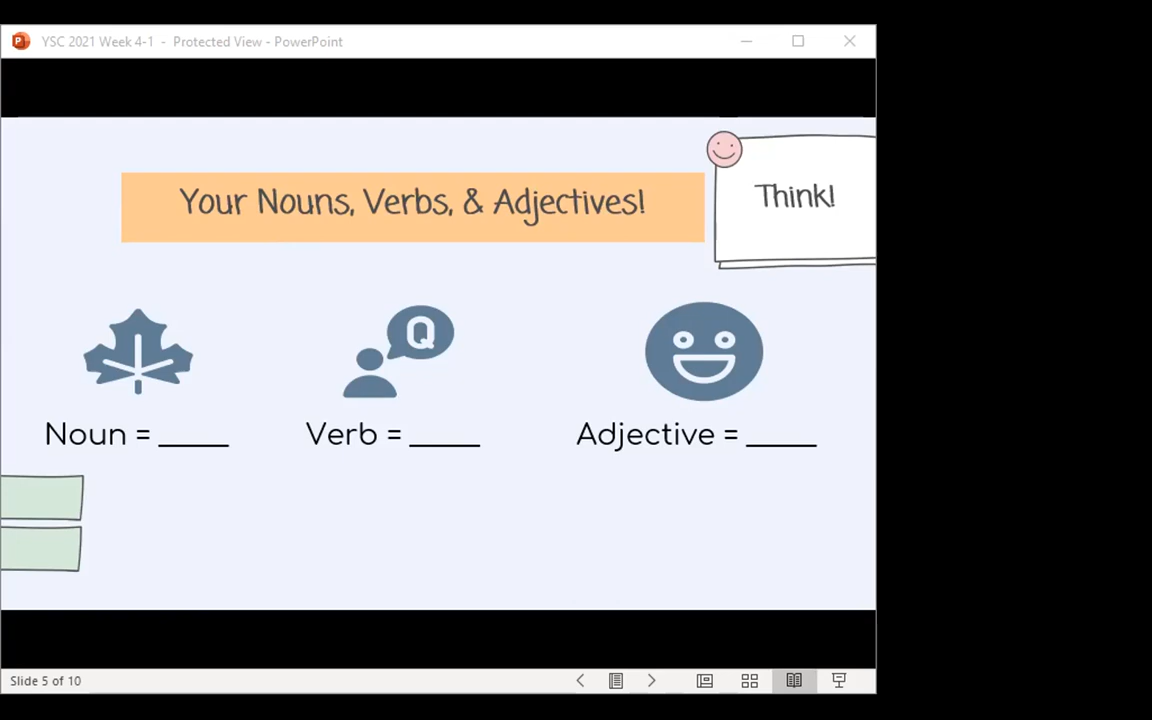 YSC 2021 Week 4-1 - Protected View - PowerPoint
Your Nouns, Verbs, & Adjectives!
Think!
Q
Noun = _____
Verb = _____
Adjective = _____
Slide 5 of 10